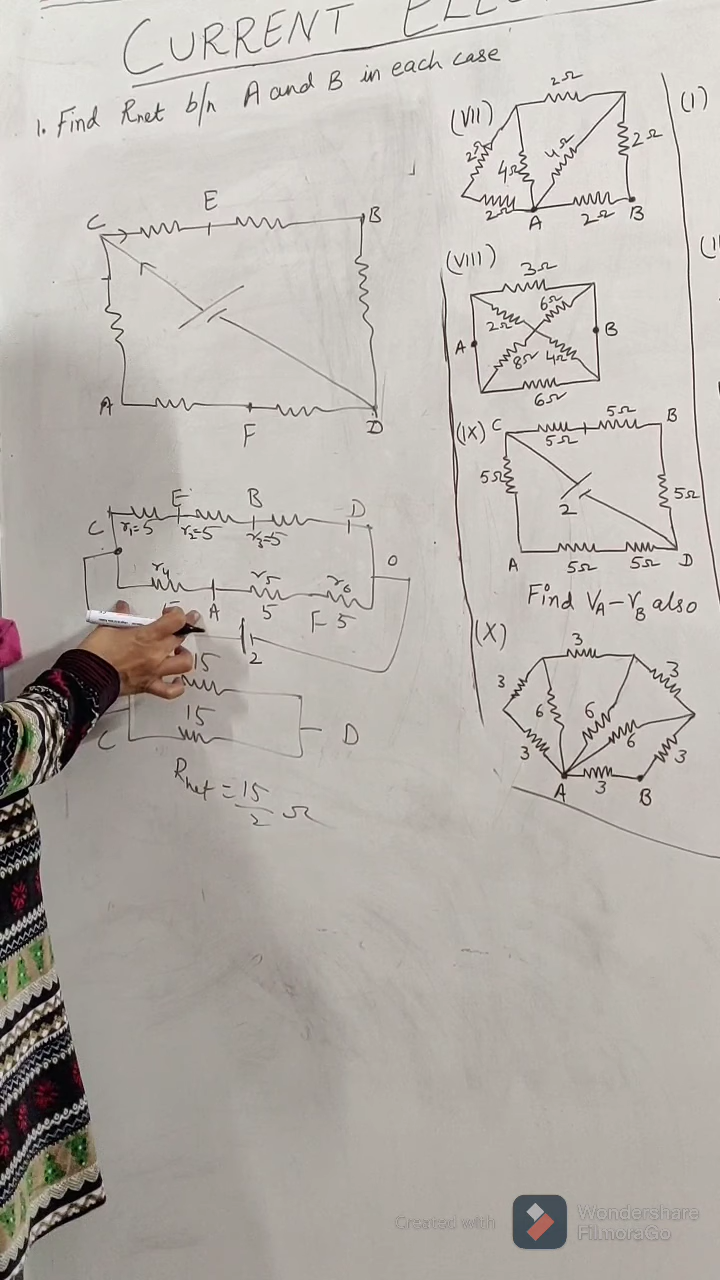 CURRENT
1. Find Rnet b/n A and B in each case
C E B
A F D
C E B D
r₁=5 r₂=5 r₃=5
r₄ r₅ r₆ 0
A 5 F 5
2
15
15
C D
Rnet = 15/2 Ω
(VII)
2Ω
2Ω 4Ω 4Ω 2Ω
2Ω 2Ω
A B
(VIII)
3Ω
2Ω 6Ω
A B
8Ω 4Ω
6Ω
(IX) C 5Ω 5Ω B
5Ω 2 5Ω
A 5Ω 5Ω D
Find VA-VB also
(X)
3
3 3
6 6 6
3 3
A 3 B
(I)
Created with
Wondershare
FilmoraGo